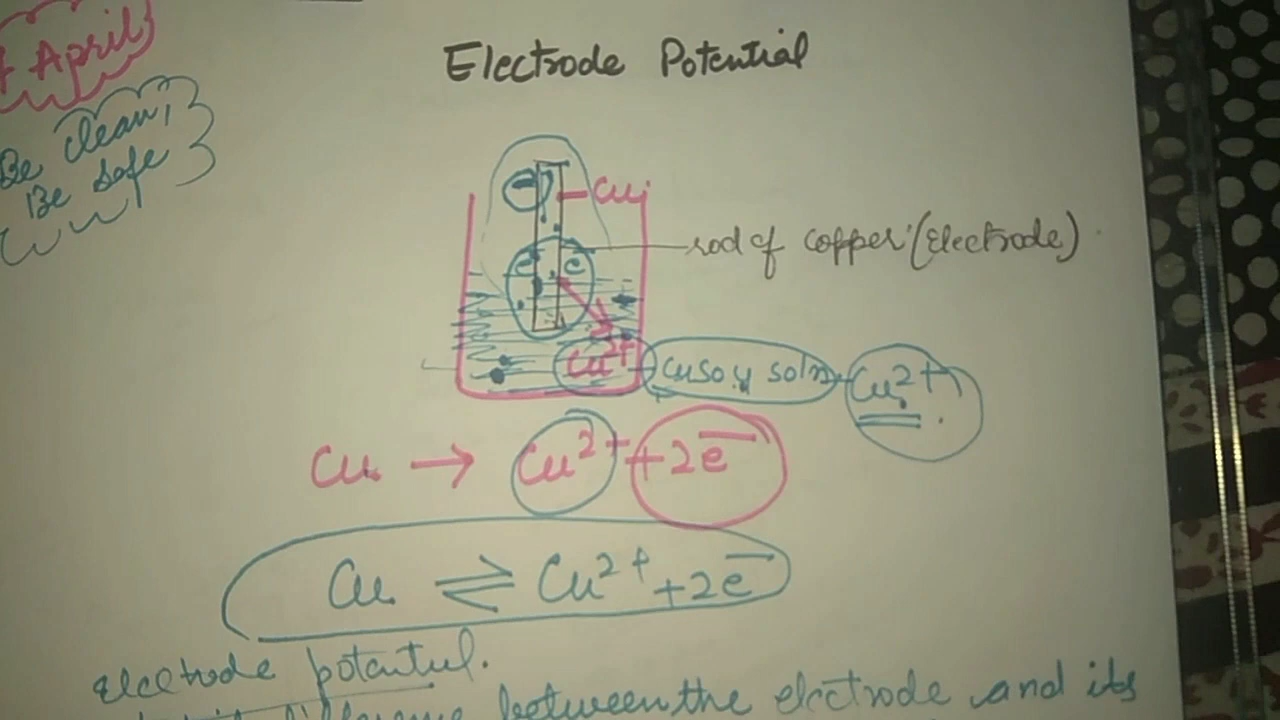 April
Be clean,
Be safe
Electrode Potential
Cu
rod of copper (Electrode)
e e
Cu²⁺ CuSO4 soln Cu²⁺
Cu → Cu²⁺ + 2e⁻
Cu ⇌ Cu²⁺ + 2e⁻
electrode potential.
between the electrode and its